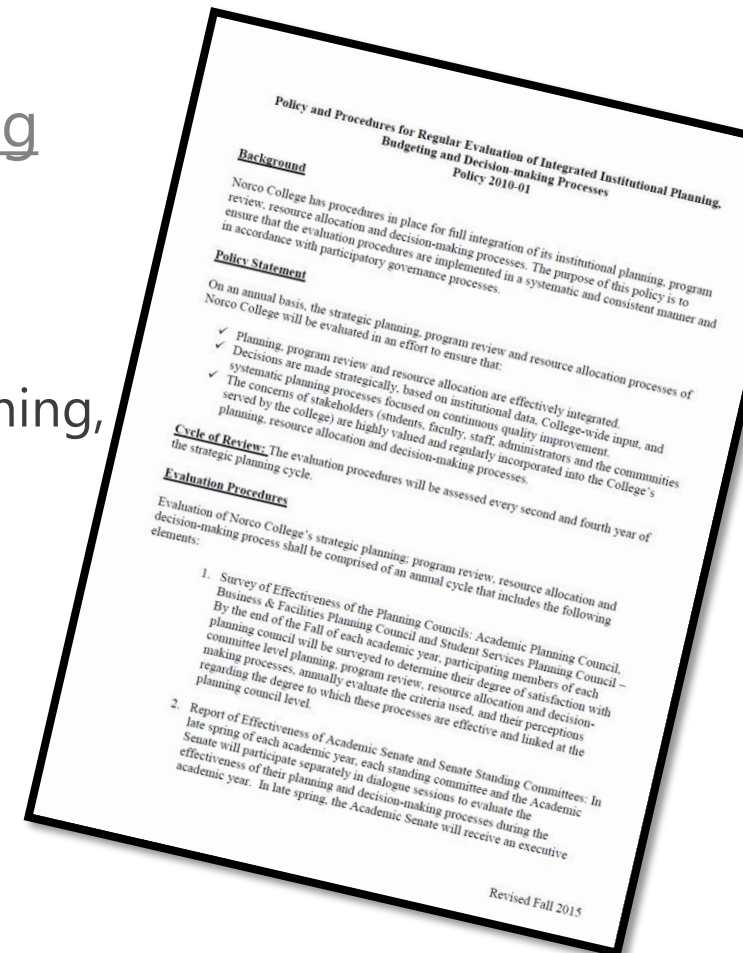 g
ning,
Policy and Procedures for Regular Evaluation of Integrated Institutional Planning,
Budgeting and Decision-making Processes
Policy 2010-01
Background
Norco College has procedures in place for full integration of its institutional planning, program
review, resource allocation and decision-making processes. The purpose of this policy is to
ensure that the evaluation procedures are implemented in a systematic and consistent manner and
in accordance with participatory governance processes.
Policy Statement
On an annual basis, the strategic planning, program review and resource allocation processes of
Norco College will be evaluated in an effort to ensure that:
✓ Planning, program review and resource allocation are effectively integrated.
✓ Decisions are made strategically, based on institutional data, College-wide input, and
systematic planning processes focused on continuous quality improvement.
✓ The concerns of stakeholders (students, faculty, staff, administrators and the communities
served by the college) are highly valued and regularly incorporated into the College's
planning, resource allocation and decision-making processes.
Cycle of Review: The evaluation procedures will be assessed every second and fourth year of
the strategic planning cycle.
Evaluation Procedures
Evaluation of Norco College's strategic planning; program review, resource allocation and
decision-making process shall be comprised of an annual cycle that includes the following
elements:
1. Survey of Effectiveness of the Planning Councils: Academic Planning Council,
Business & Facilities Planning Council and Student Services Planning Council –
By the end of the Fall of each academic year, participating members of each
planning council will be surveyed to determine their degree of satisfaction with
committee level planning, program review, resource allocation and decision-
making processes, annually evaluate the criteria used, and their perceptions
regarding the degree to which these processes are effective and linked at the
planning council level.
2. Report of Effectiveness of Academic Senate and Senate Standing Committees: In
late spring of each academic year, each standing committee and the Academic
Senate will participate separately in dialogue sessions to evaluate the
effectiveness of their planning and decision-making processes during the
academic year. In late spring, the Academic Senate will receive an executive
Revised Fall 2015